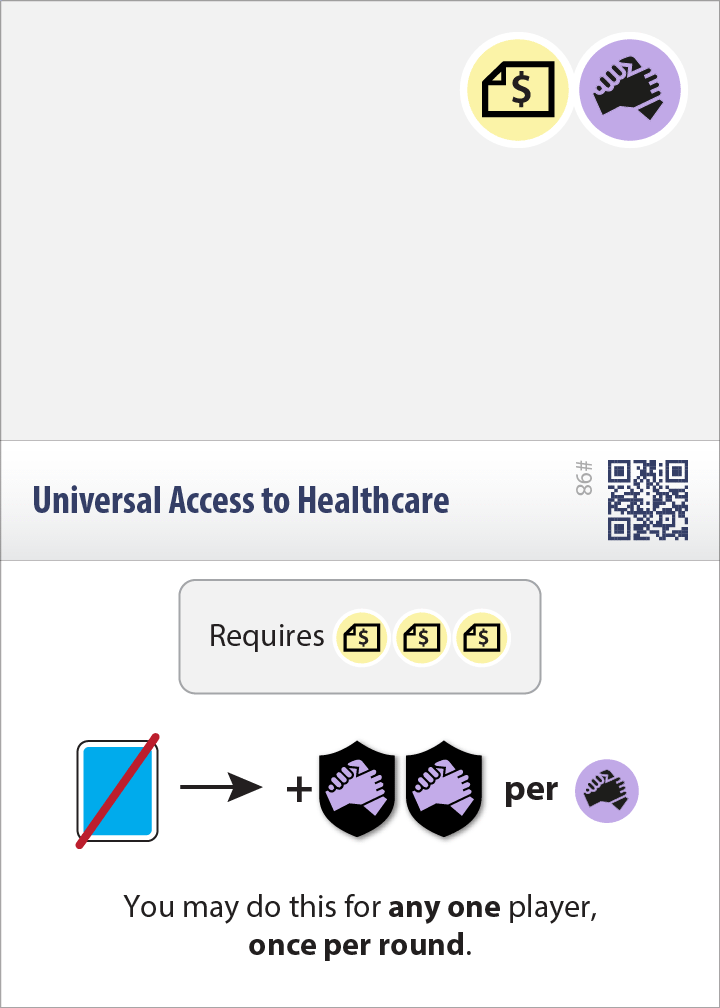 $
#98
Universal Access to Healthcare
Requires $ $ $
+ per
You may do this for any one player,
once per round.